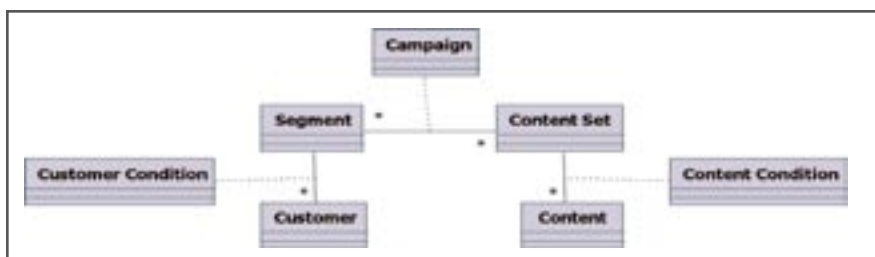 Campaign
Segment
*
Content Set
*
Customer Condition
*
Customer
*
Content
Content Condition